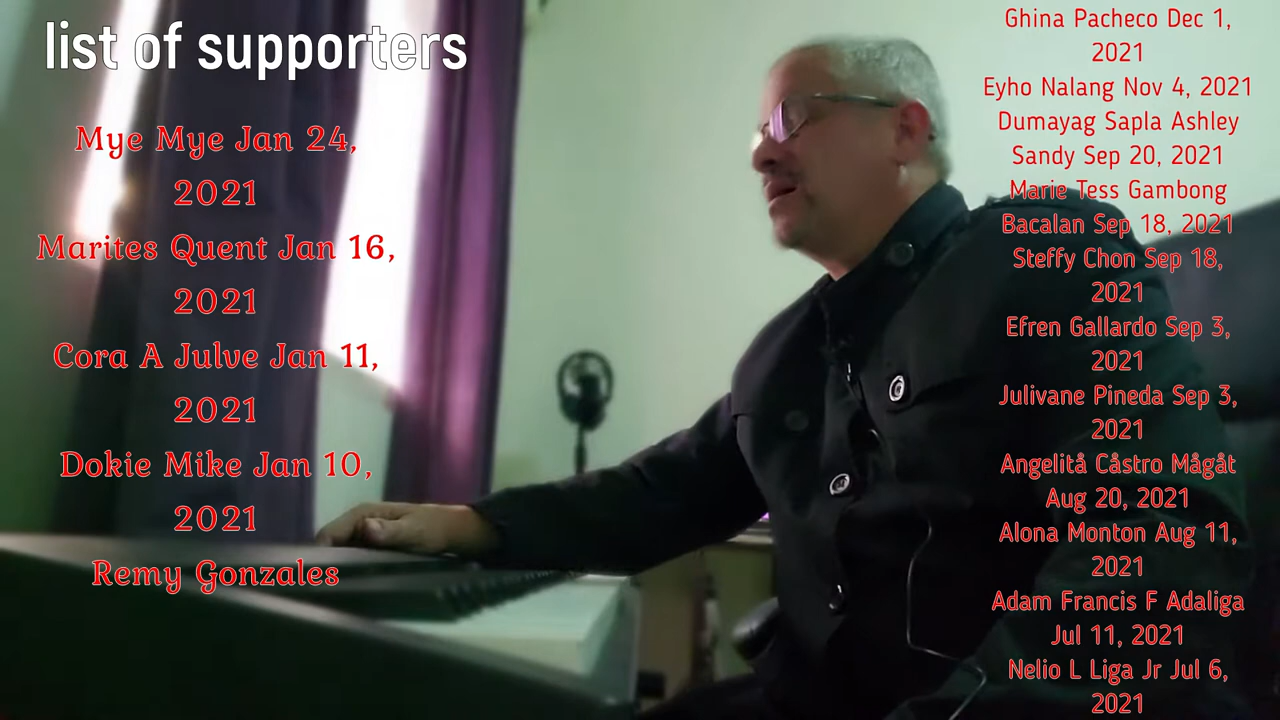 list of supporters
Mye Mye Jan 24,
2021
Marites Quent Jan 16,
2021
Cora A Julve Jan 11,
2021
Dokie Mike Jan 10,
2021
Remy Gonzales
Ghina Pacheco Dec 1,
2021
Eyho Nalang Nov 4, 2021
Dumayag Sapla Ashley
Sandy Sep 20, 2021
Marie Tess Gambong
Bacalan Sep 18, 2021
Steffy Chon Sep 18,
2021
Efren Gallardo Sep 3,
2021
Julivane Pineda Sep 3,
2021
Angelitå Cåstro Mågåt
Aug 20, 2021
Alona Monton Aug 11,
2021
Adam Francis F Adaliga
Jul 11, 2021
Nelio L Liga Jr Jul 6,
2021